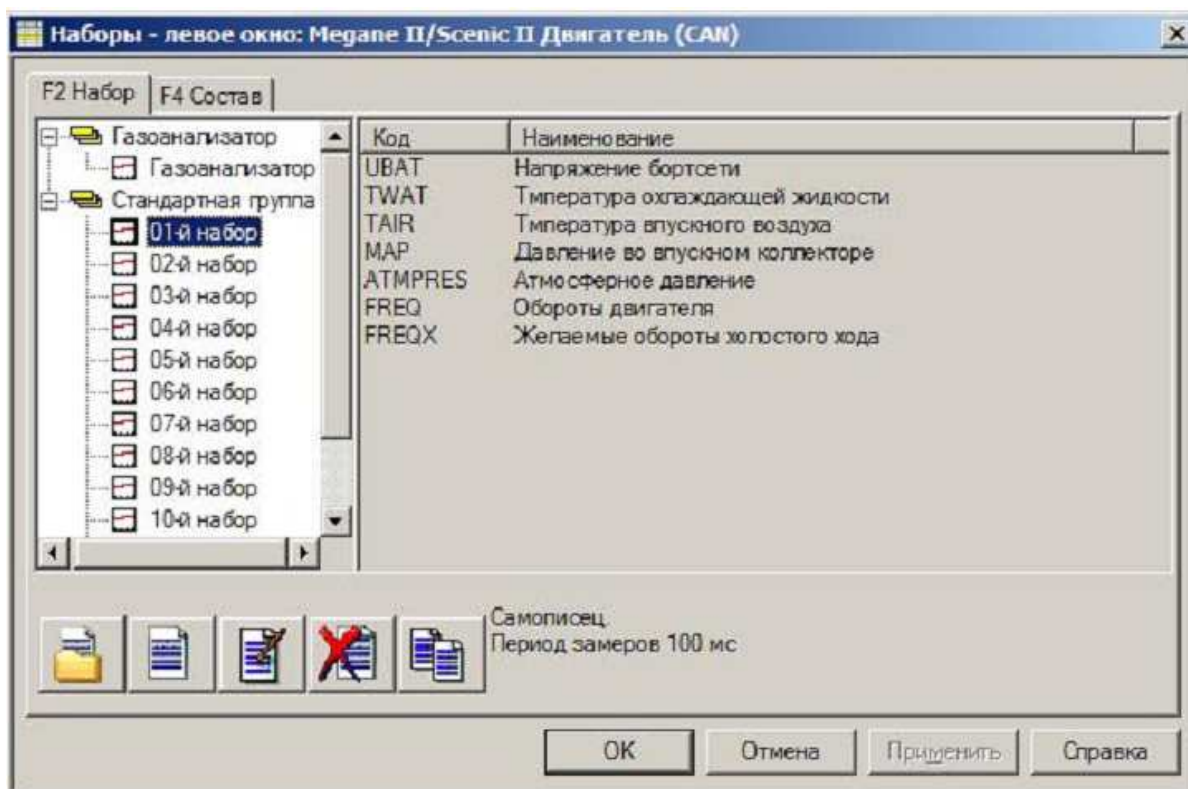 Наборы - левое окно: Megane II/Scenic II Двигатель (CAN)
F2 Набор F4 Состав
Газоанализатор
Газоанализатор
Стандартная группа
01-й набор
02-й набор
03-й набор
04-й набор
05-й набор
06-й набор
07-й набор
08-й набор
09-й набор
10-й набор
Код Наименование
UBAT Напряжение бортсети
TWAT Тмпература охлаждающей жидкости
TAIR Тмпература впускного воздуха
MAP Давление во впускном коллекторе
ATMPRES Атмосферное давление
FREQ Обороты двигателя
FREQX Желаемые обороты холостого хода
Самописец.
Период замеров 100 мс
OK Отмена Применить Справка